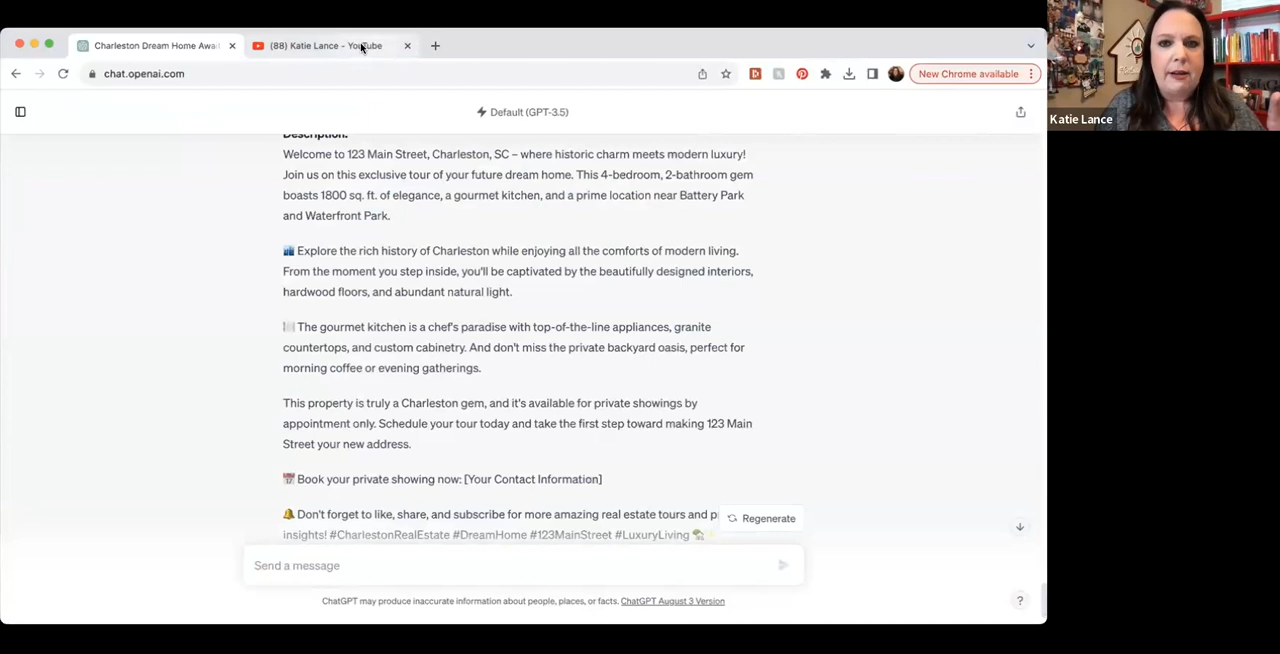 Charleston Dream Home Awai
(88) Katie Lance - YouTube
chat.openai.com
New Chrome available
Default (GPT-3.5)
Katie Lance
Description:
Welcome to 123 Main Street, Charleston, SC – where historic charm meets modern luxury!
Join us on this exclusive tour of your future dream home. This 4-bedroom, 2-bathroom gem
boasts 1800 sq. ft. of elegance, a gourmet kitchen, and a prime location near Battery Park
and Waterfront Park.
🏙️ Explore the rich history of Charleston while enjoying all the comforts of modern living.
From the moment you step inside, you'll be captivated by the beautifully designed interiors,
hardwood floors, and abundant natural light.
🍽️ The gourmet kitchen is a chef's paradise with top-of-the-line appliances, granite
countertops, and custom cabinetry. And don't miss the private backyard oasis, perfect for
morning coffee or evening gatherings.
This property is truly a Charleston gem, and it's available for private showings by
appointment only. Schedule your tour today and take the first step toward making 123 Main
Street your new address.
📅 Book your private showing now: [Your Contact Information]
🔔 Don't forget to like, share, and subscribe for more amazing real estate tours and p
Regenerate
insights! #CharlestonRealEstate #DreamHome #123MainStreet #LuxuryLiving 🏡✨
Send a message
ChatGPT may produce inaccurate information about people, places, or facts. ChatGPT August 3 Version
?